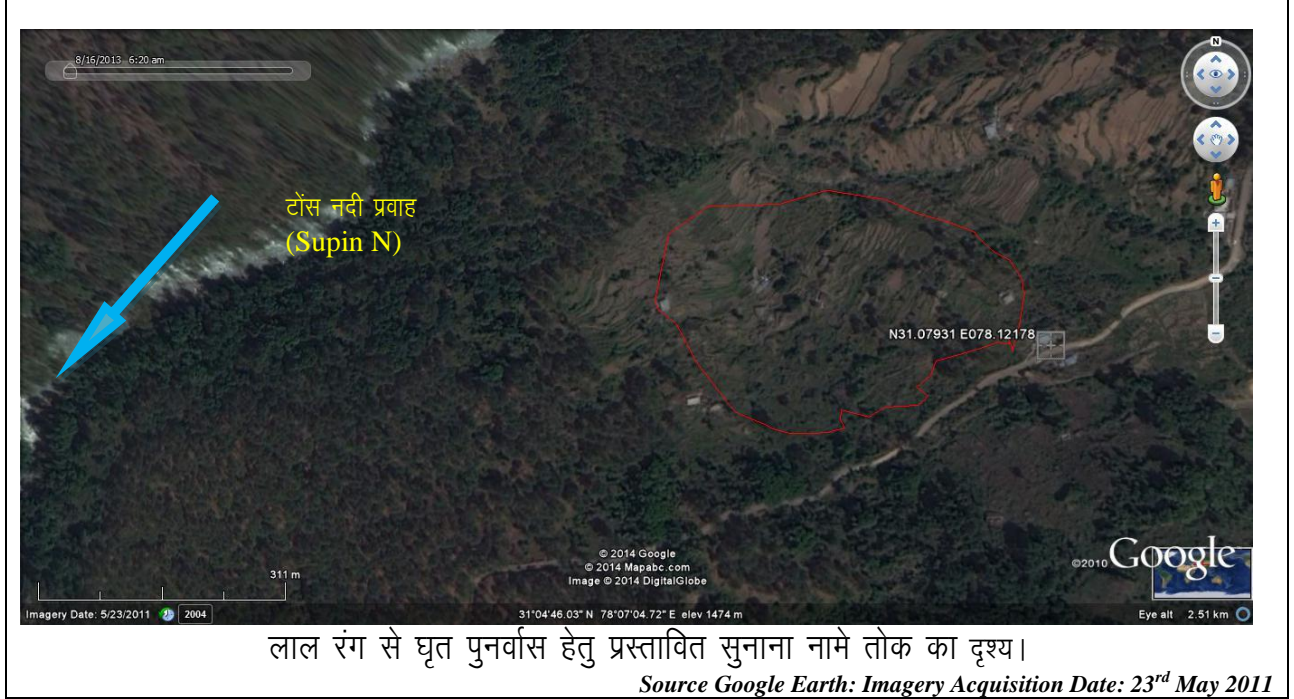 8/16/2013 6:20 am
N
टोंस नदी प्रवाह
(Supin N)
N31.07931 E078.12178
© 2014 Google
© 2014 Mapabc.com
Image © 2014 DigitalGlobe
©2010 Google
311 m
Imagery Date: 5/23/2011 2004 31°04'46.03" N 78°07'04.72" E elev 1474 m Eye alt 2.51 km
लाल रंग से घृत पुनर्वास हेतु प्रस्तावित सुनाना नामे तोक का दृश्य।
Source Google Earth: Imagery Acquisition Date: 23rd May 2011